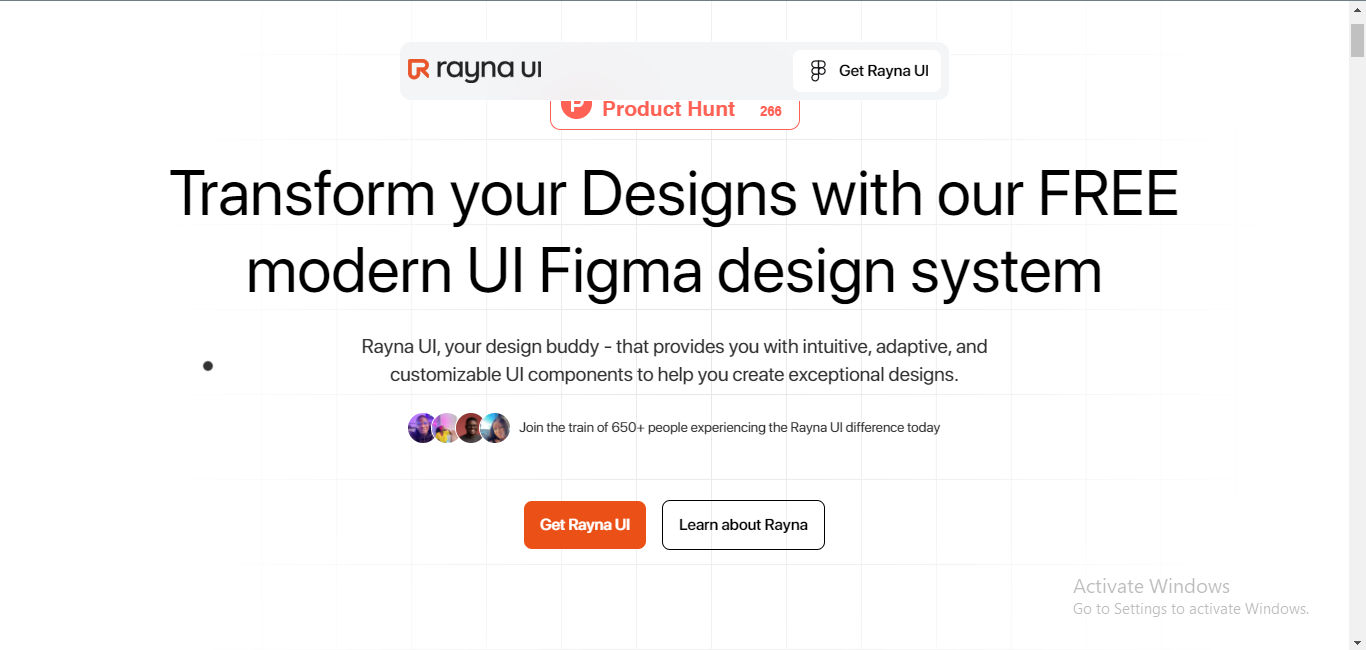 rayna UI
Get Rayna UI
Product Hunt 266
Transform your Designs with our FREE
modern UI Figma design system
Rayna UI, your design buddy - that provides you with intuitive, adaptive, and
customizable UI components to help you create exceptional designs.
Join the train of 650+ people experiencing the Rayna UI difference today
Get Rayna UI
Learn about Rayna
Activate Windows
Go to Settings to activate Windows.